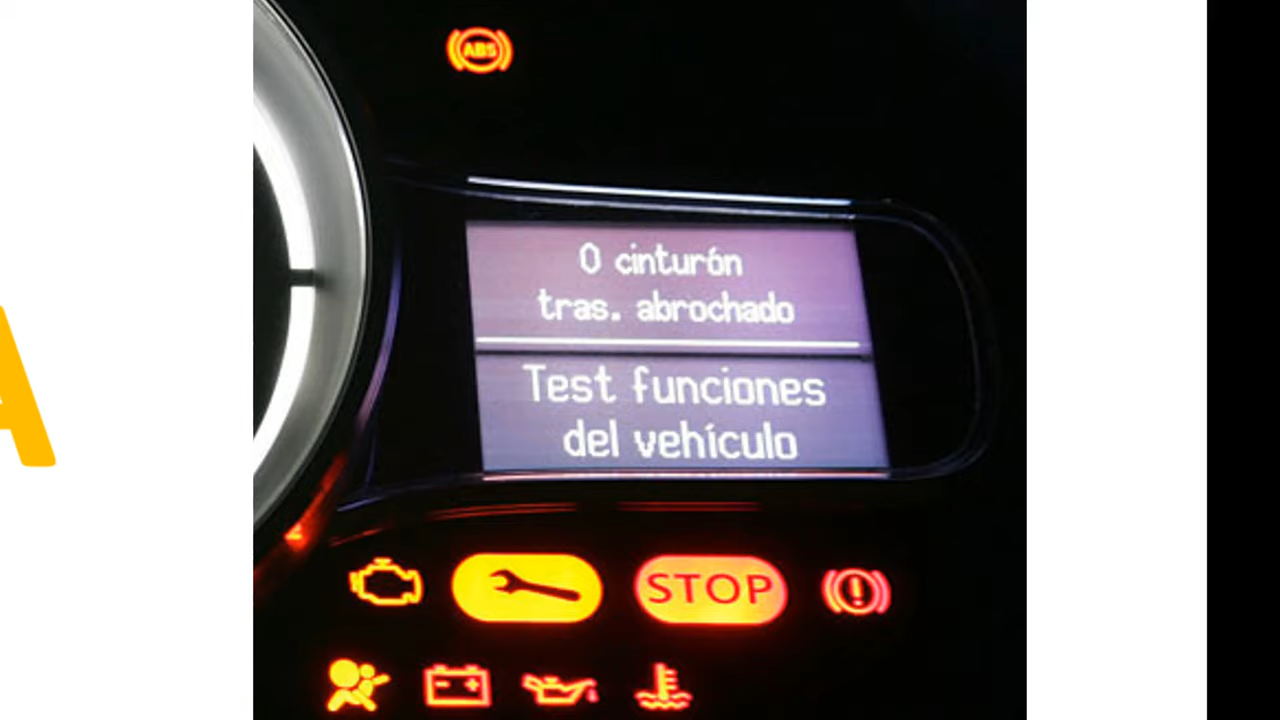 ABS
0 cinturón
tras. abrochado
Test funciones
del vehículo
STOP
A